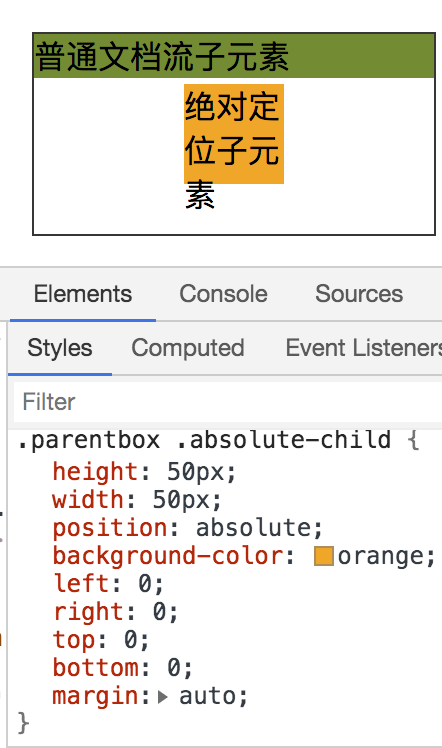 普通文档流子元素
绝对定
位子元
素
Elements Console Sources
Styles Computed Event Listeners
Filter
.parentbox .absolute-child {
height: 50px;
width: 50px;
position: absolute;
background-color: orange;
left: 0;
right: 0;
top: 0;
bottom: 0;
margin: auto;
}